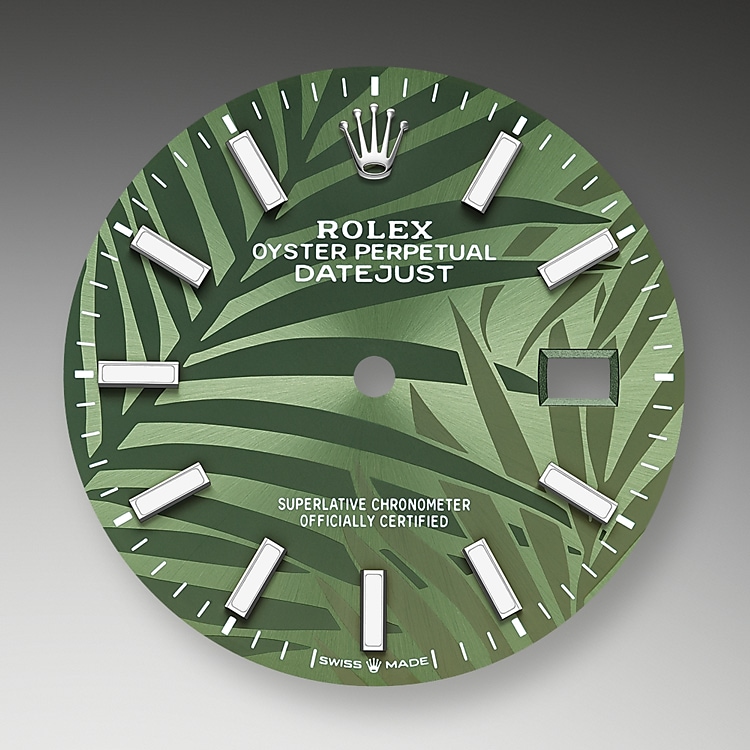 ROLEX
OYSTER PERPETUAL
DATEJUST
SUPERLATIVE CHRONOMETER
OFFICIALLY CERTIFIED
SWISS MADE